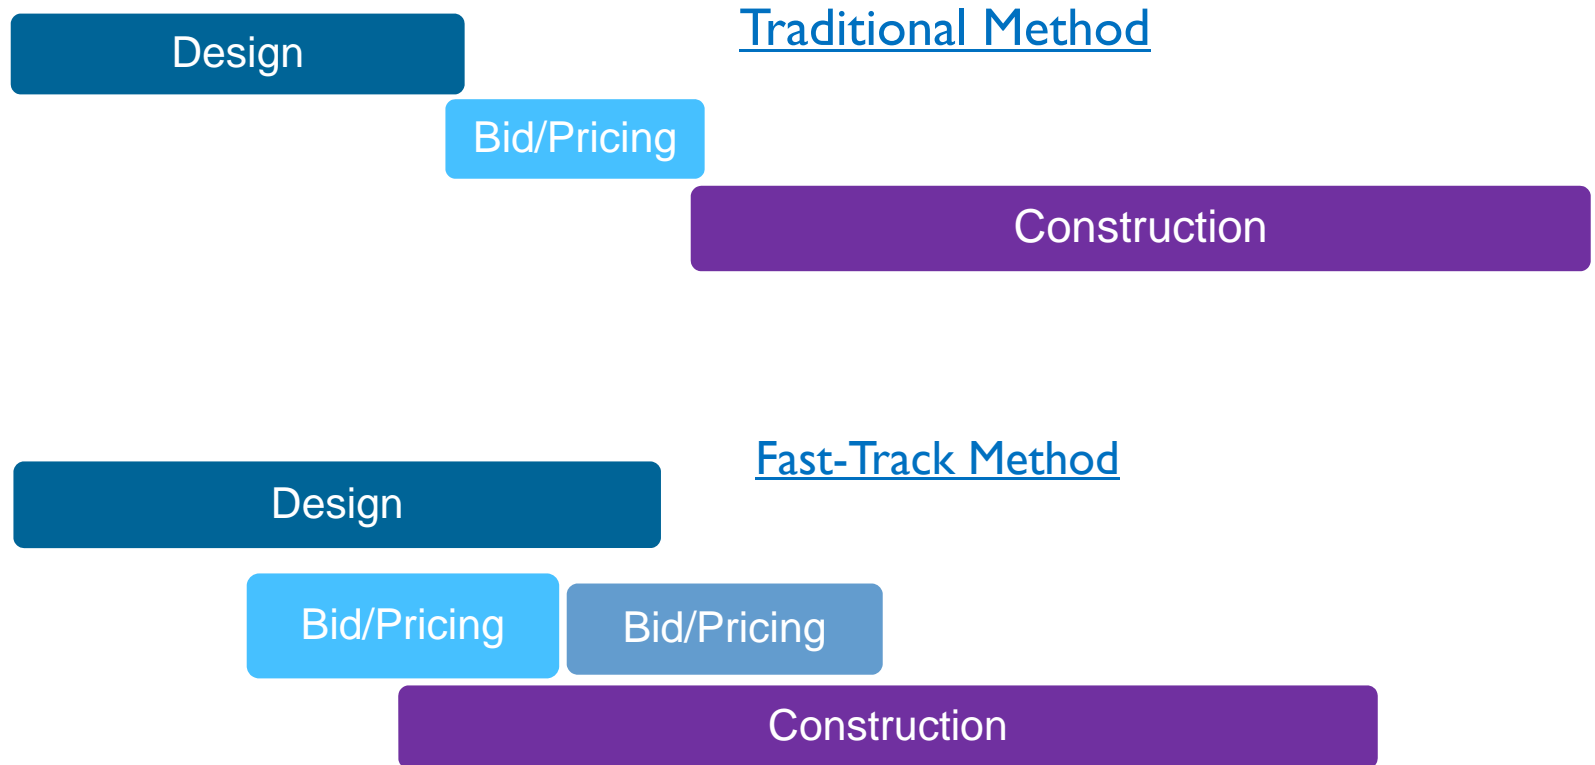 Traditional Method
Design
Bid/Pricing
Construction
Fast-Track Method
Design
Bid/Pricing
Bid/Pricing
Construction